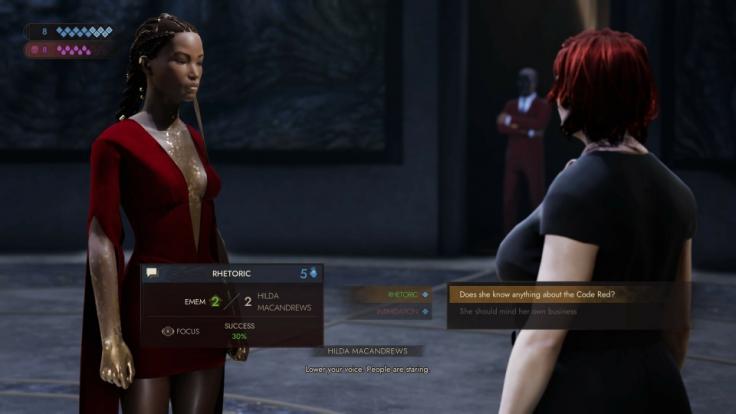 8
8
RHETORIC 5
EMEM 2 / 2 HILDA MACANDREWS
FOCUS SUCCESS 30%
RHETORIC Does she know anything about the Code Red?
INTIMIDATION She should mind her own business
HILDA MACANDREWS
Lower your voice. People are staring.